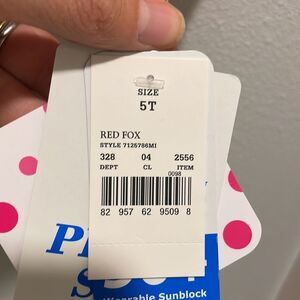 SIZE
5T
RED FOX
STYLE 7126786MI
328 04 2556
DEPT CL ITEM
0098
82 957 62 9509 8
Wearable Sunblock